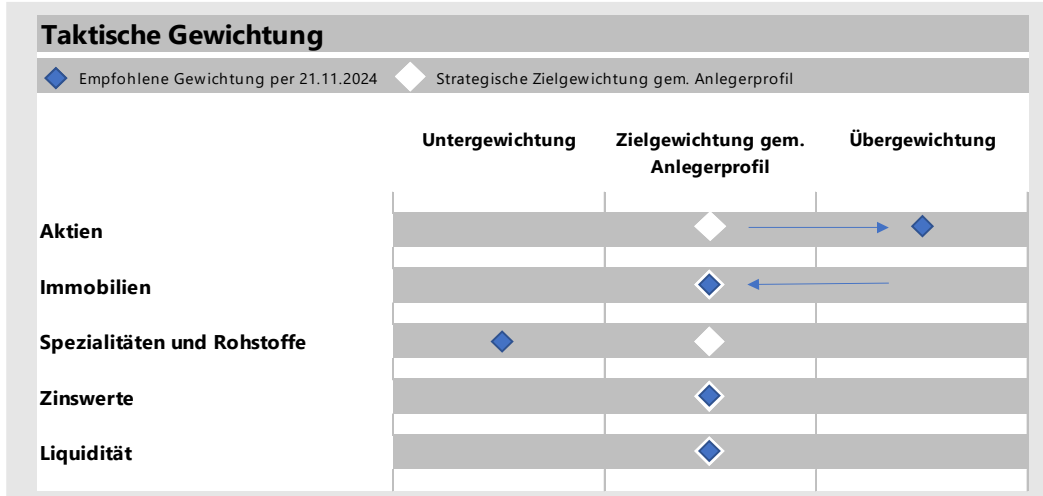 Taktische Gewichtung
Empfohlene Gewichtung per 21.11.2024 Strategische Zielgewichtung gem. Anlegerprofil
Untergewichtung Zielgewichtung gem. Übergewichtung
Anlegerprofil
Aktien
Immobilien
Spezialitäten und Rohstoffe
Zinswerte
Liquidität